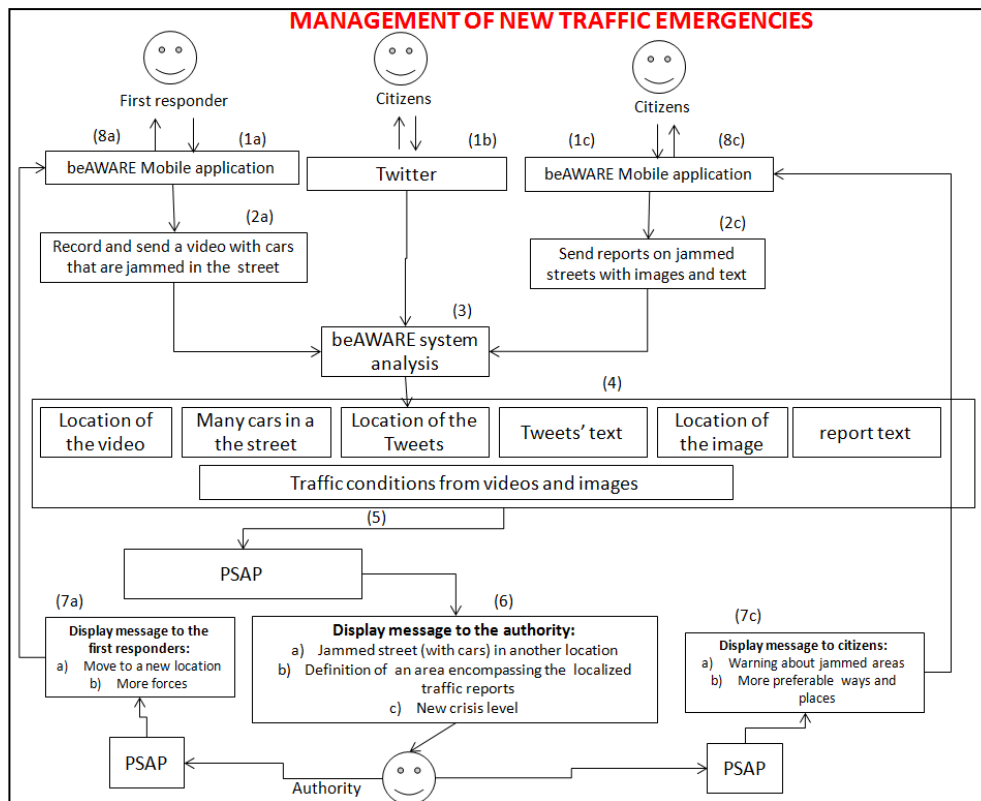 MANAGEMENT OF NEW TRAFFIC EMERGENCIES
First responder
Citizens
Citizens
(8a)
(1a)
(1b)
(1c)
(8c)
beAWARE Mobile application
Twitter
beAWARE Mobile application
(2a)
(2c)
Record and send a video with cars
that are jammed in the street
Send reports on jammed
streets with images and text
(3)
beAWARE system
analysis
(4)
Location of
the video
Many cars in a
the street
Location of the
Tweets
Tweets' text
Location of
the image
report text
Traffic conditions from videos and images
(5)
PSAP
(7a)
(6)
(7c)
Display message to the
first responders:
a) Move to a new location
b) More forces
Display message to the authority:
a) Jammed street (with cars) in another location
b) Definition of an area encompassing the localized
traffic reports
c) New crisis level
Display message to citizens:
a) Warning about jammed areas
b) More preferable ways and
places
PSAP
Authority
PSAP